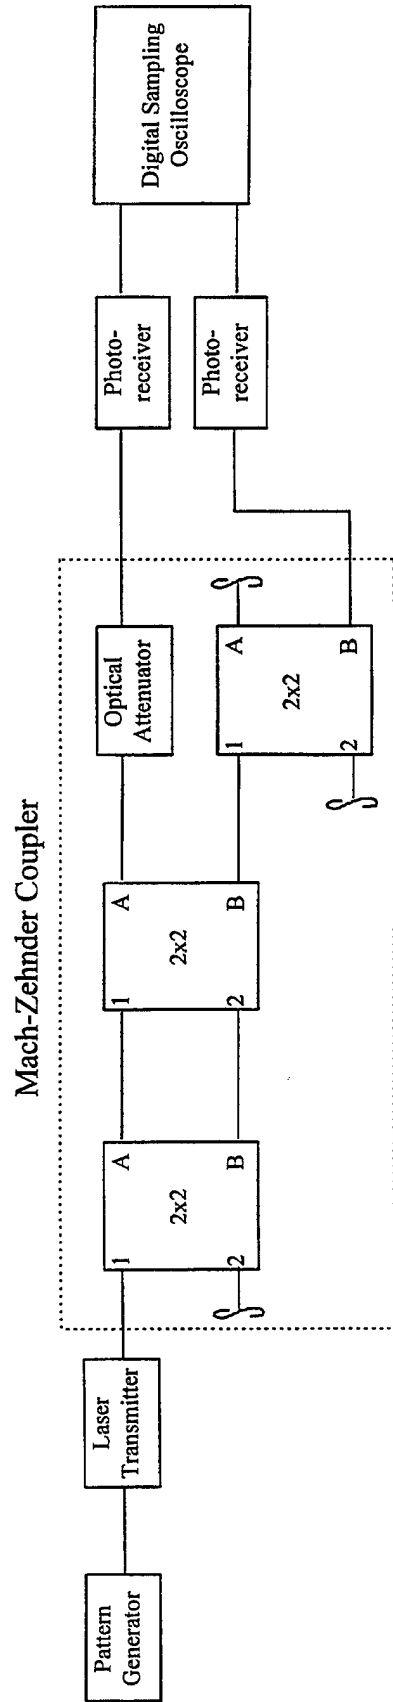 Mach-Zehnder Coupler
Pattern
Generator
Laser
Transmitter
1
A
2x2
2
B
1
A
2x2
2
B
Optical
Attenuator
1
A
2x2
2
B
Photo-
receiver
Photo-
receiver
Digital Sampling
Oscilloscope